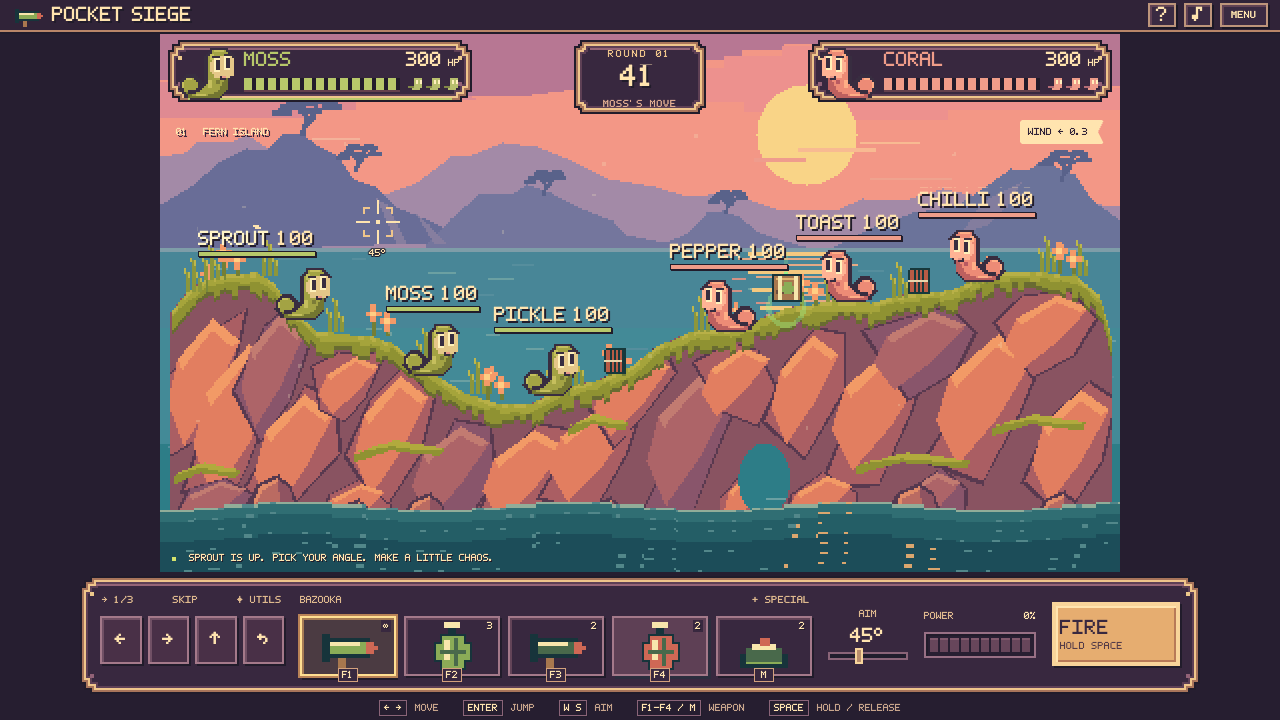 POCKET SIEGE
? MENU
MOSS 300 HP
ROUND 01
41
MOSS'S MOVE
CORAL 300 HP
01 FERN ISLAND
WIND ← 0.3
CHILLI 100
TOAST 100
SPROUT 100
45°
PEPPER 100
MOSS 100
PICKLE 100
SPROUT IS UP. PICK YOUR ANGLE. MAKE A LITTLE CHAOS.
→ 1/3 SKIP + UTILS BAZOOKA + SPECIAL
∞ 3 2 2 2
F1 F2 F3 F4 M
AIM
45°
POWER 0%
FIRE
HOLD SPACE
← → MOVE ENTER JUMP W S AIM F1-F4 / M WEAPON SPACE HOLD / RELEASE